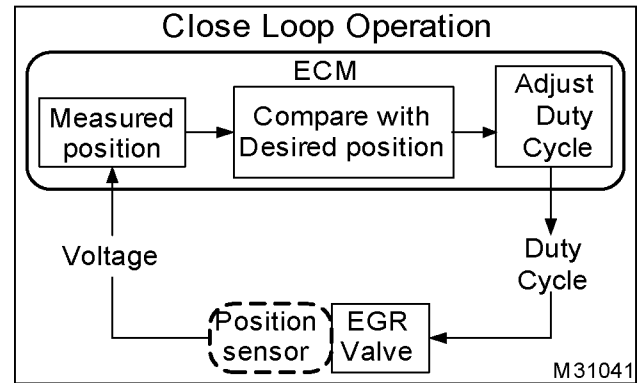 Close Loop Operation
ECM
Measured
position
Compare with
Desired position
Adjust
Duty
Cycle
Voltage
Duty
Cycle
Position
sensor
EGR
Valve
M31041